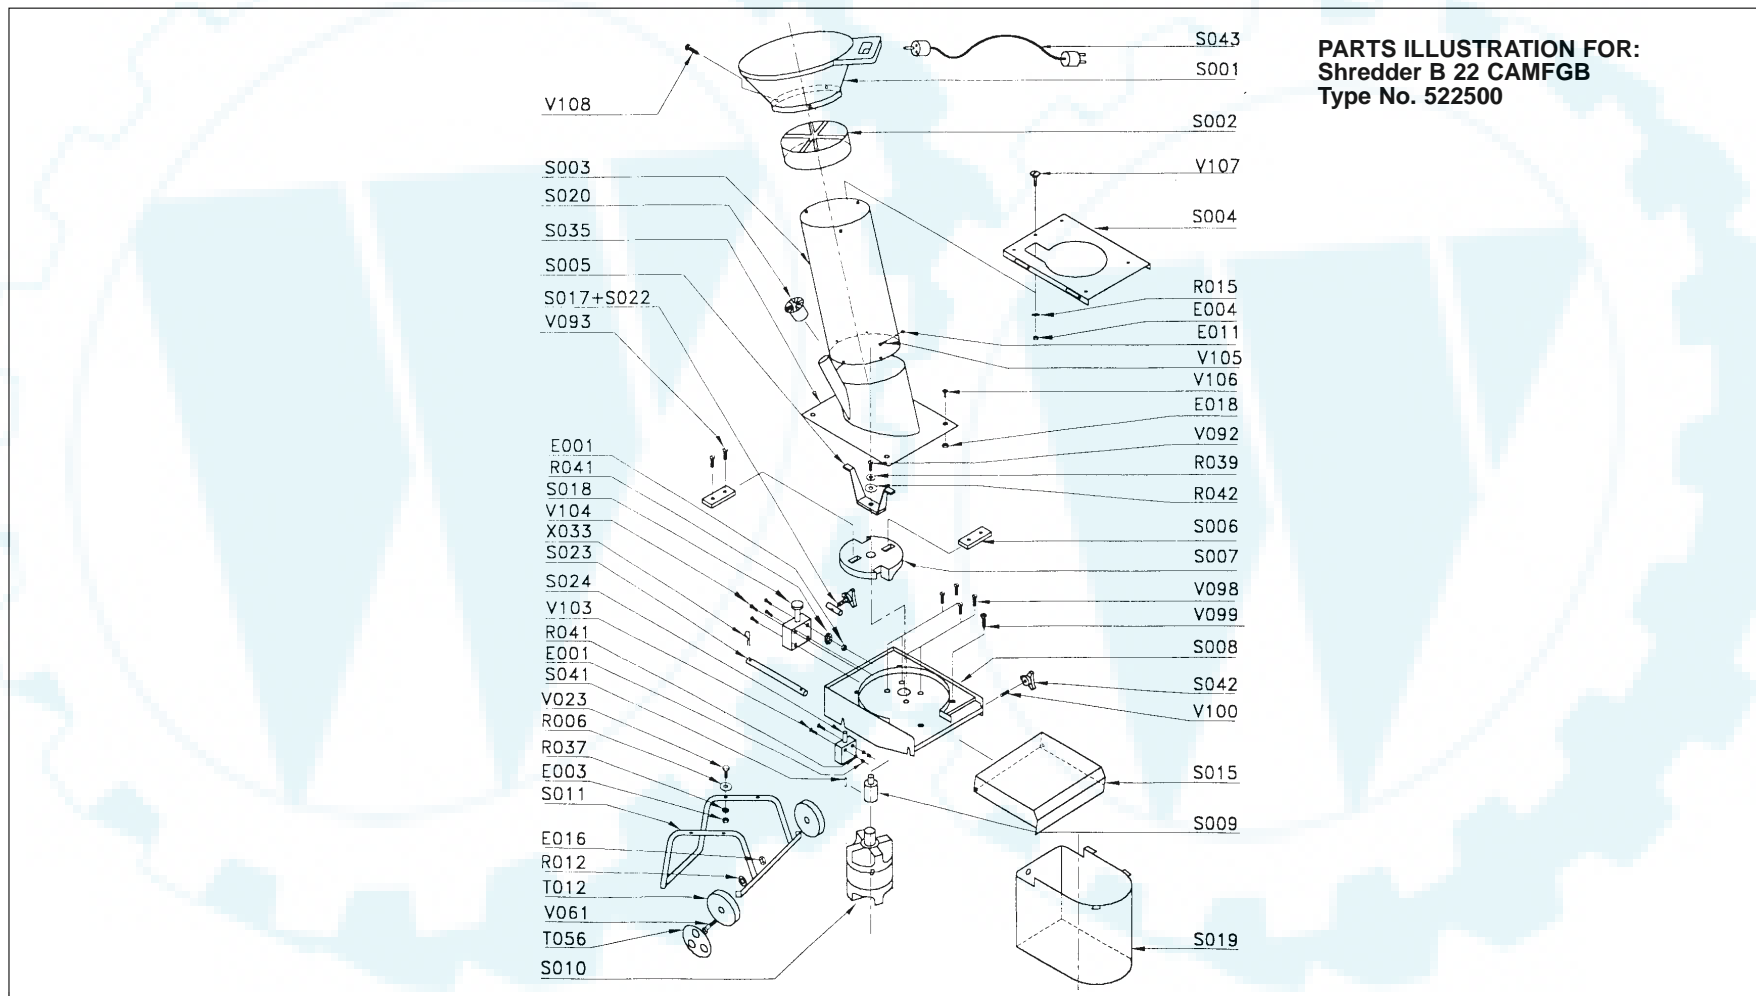 PARTS ILLUSTRATION FOR:
Shredder B 22 CAMFGB
Type No. 522500
S043
S001
V108
S002
S003
S020
S035
S005
S017+S022
V093
V107
S004
R015
E004
E011
V105
V106
E018
V092
R039
R042
E001
R041
S018
V104
X033
S023
S024
V103
R041
E001
S041
V023
R006
R037
E003
S011
E016
R012
T012
V061
T056
S010
S006
S007
V098
V099
S008
S042
V100
S015
S009
S019